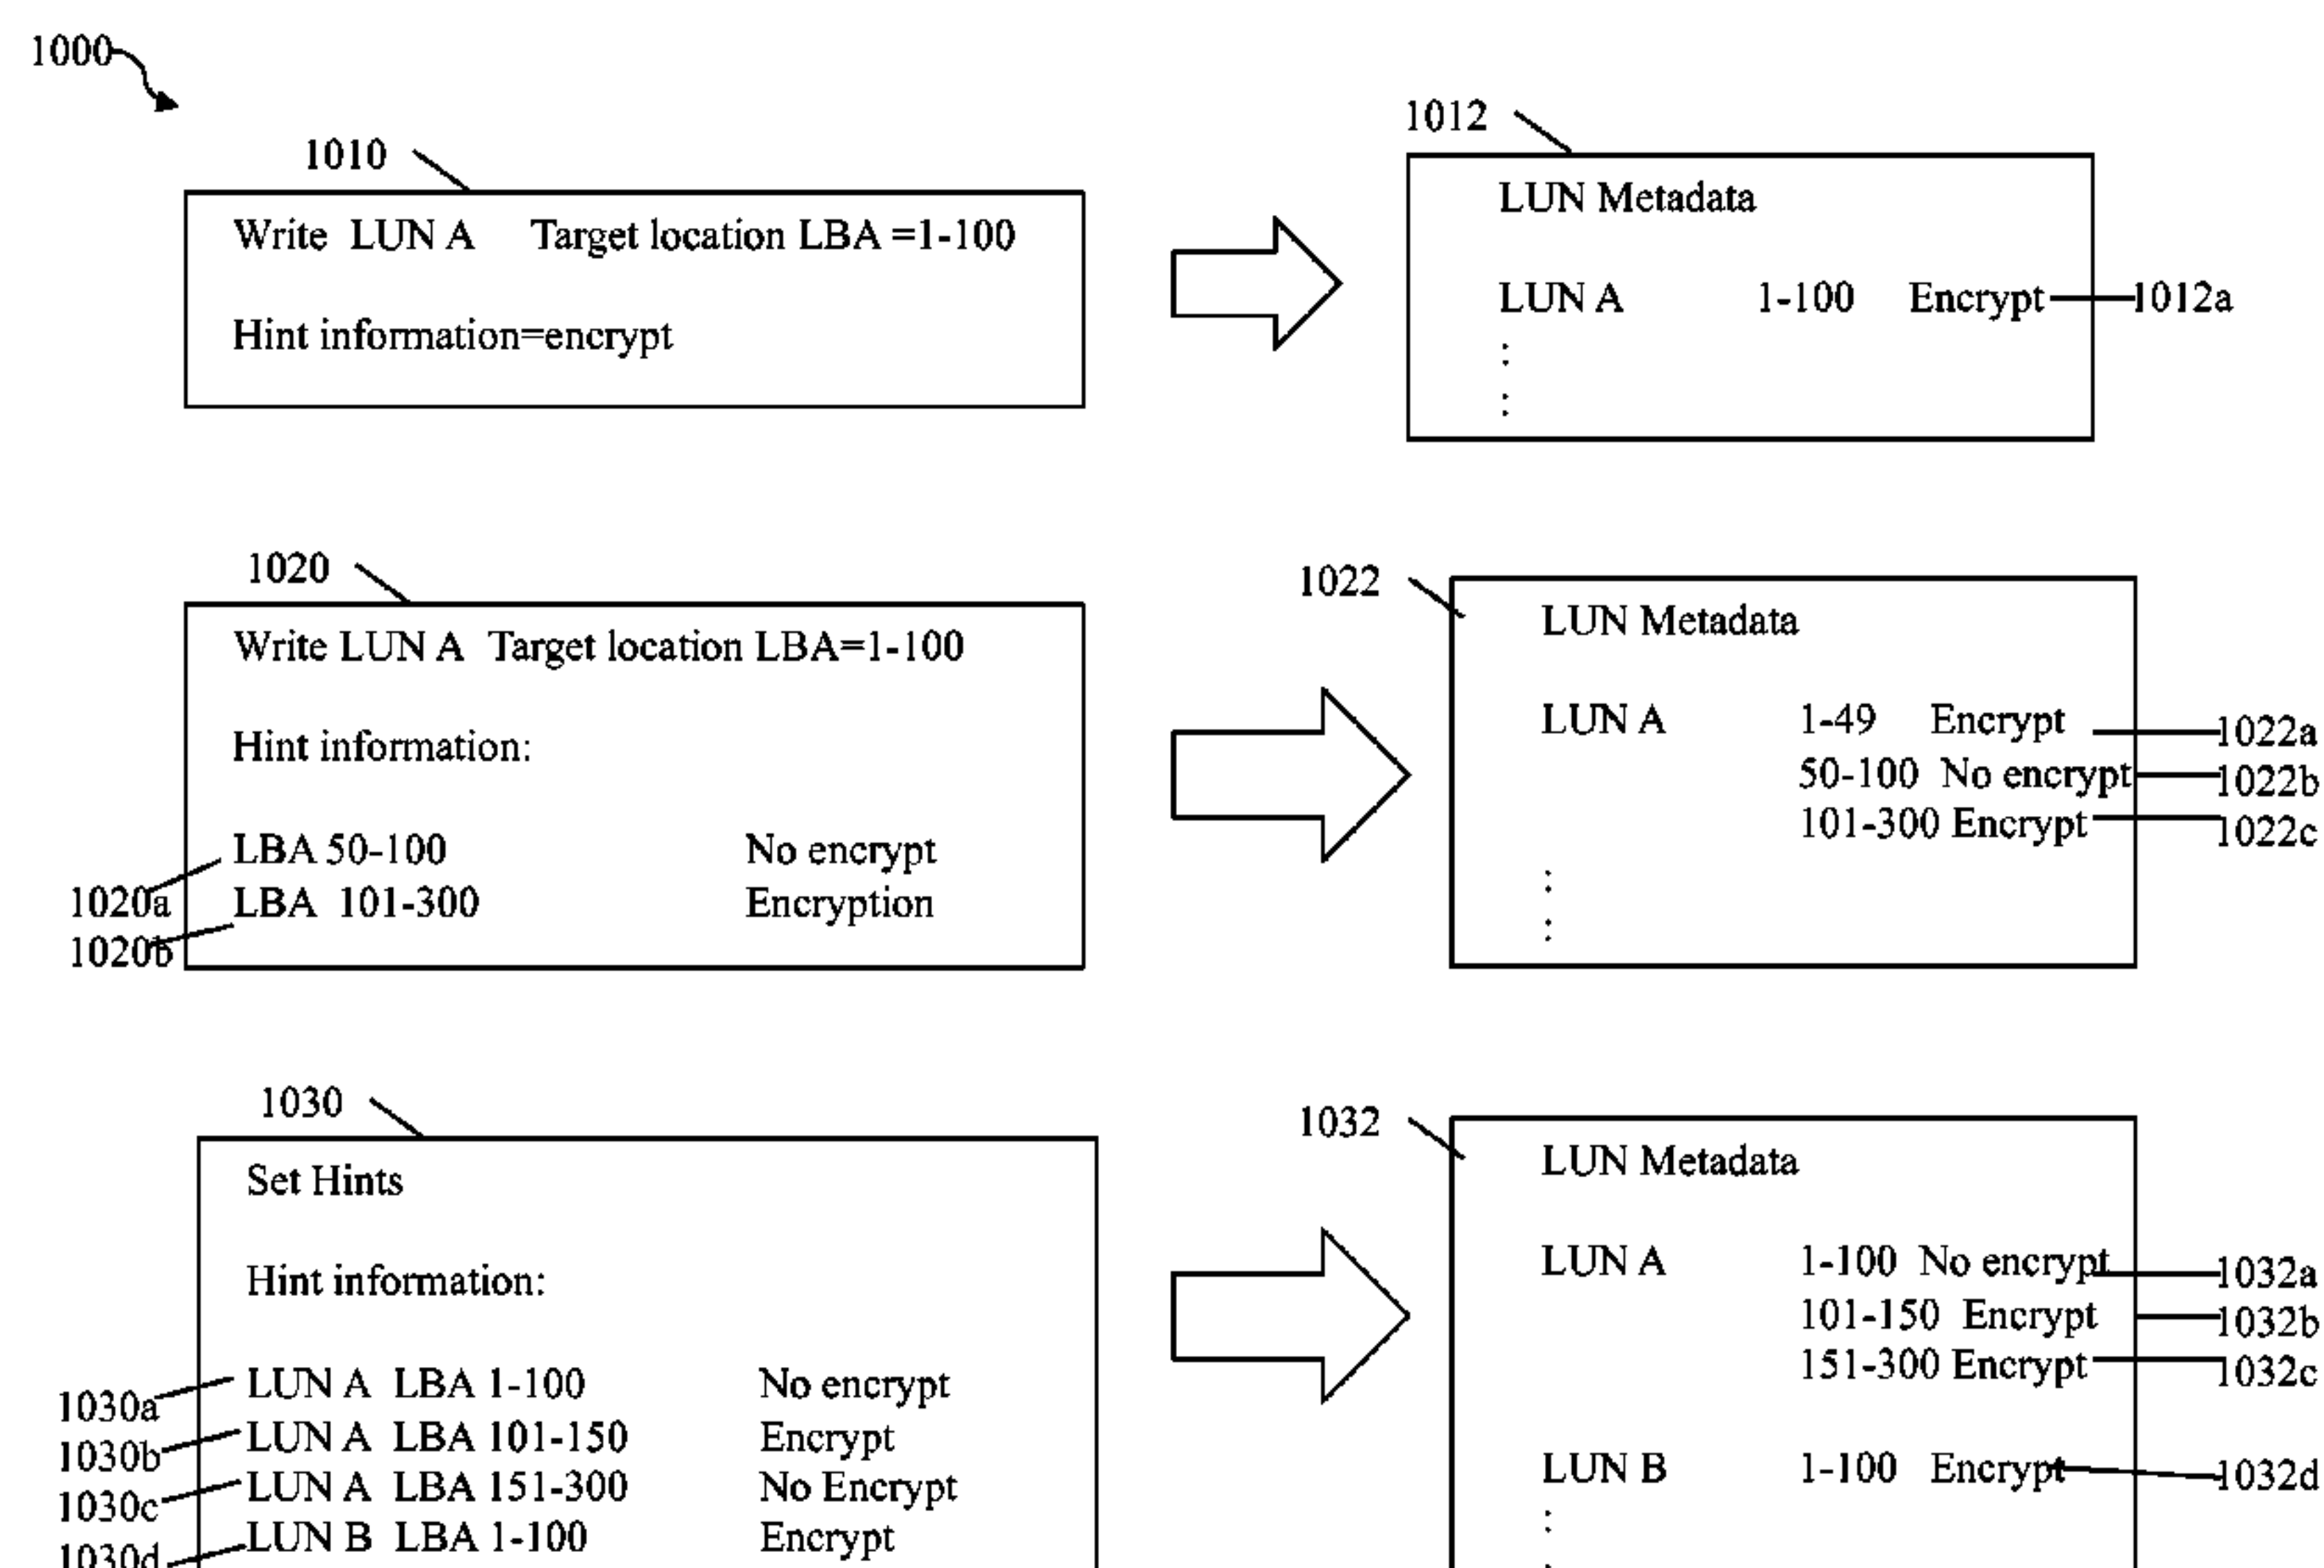 1000
1010
Write LUN A Target location LBA =1-100
Hint information=encrypt
1012
LUN Metadata
LUN A 1-100 Encrypt 1012a
1020
Write LUN A Target location LBA=1-100
Hint information:
LBA 50-100 No encrypt
1020a LBA 101-300 Encryption
1020b
1022
LUN Metadata
LUN A 1-49 Encrypt 1022a
50-100 No encrypt 1022b
101-300 Encrypt 1022c
1030
Set Hints
Hint information:
LUN A LBA 1-100 No encrypt
1030a
LUN A LBA 101-150 Encrypt
1030b
LUN A LBA 151-300 No Encrypt
1030c
LUN B LBA 1-100 Encrypt
1030d
1032
LUN Metadata
LUN A 1-100 No encrypt 1032a
101-150 Encrypt 1032b
151-300 Encrypt 1032c
LUN B 1-100 Encrypt 1032d